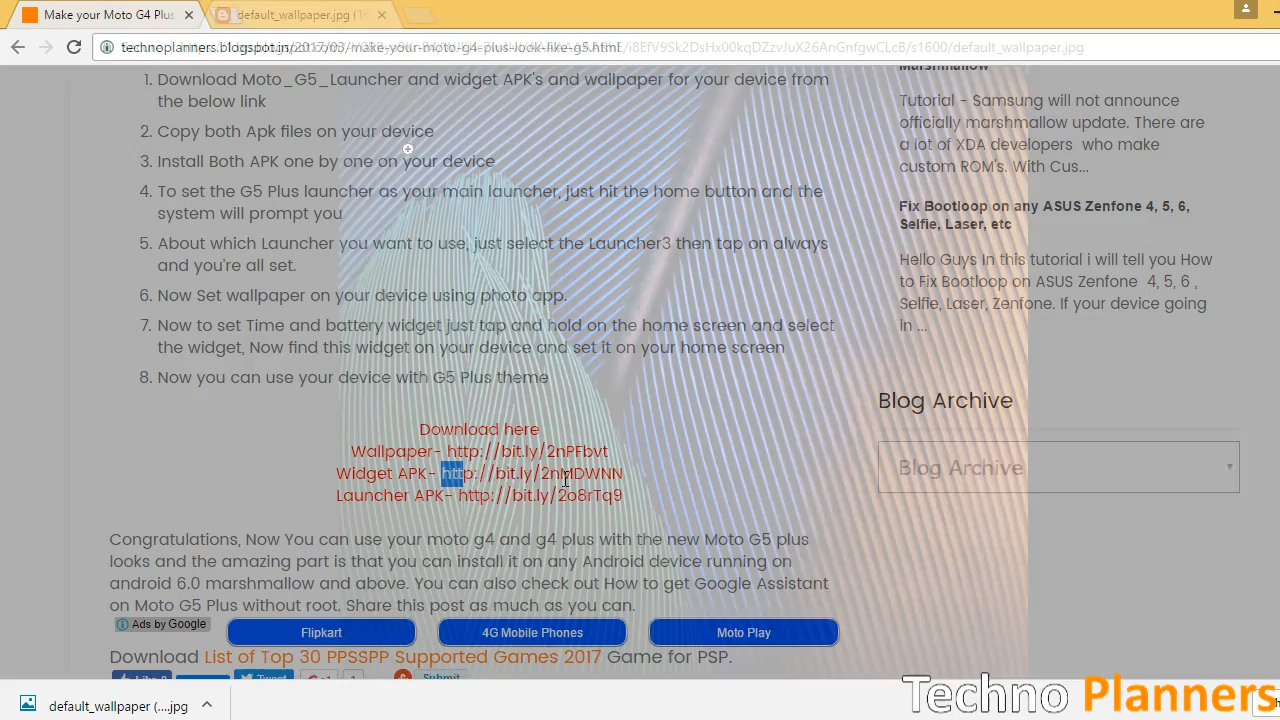 Make your Moto G4 Plus
default_wallpaper.jpg
technoplanners.blogspot.in/2017/03/make-your-moto-g4-plus-look-like-g5.html
/s1600/default_wallpaper.jpg
1. Download Moto_G5_Launcher and widget APK's and wallpaper for your device from
the below link
2. Copy both Apk files on your device
3. Install Both APK one by one on your device
4. To set the G5 Plus launcher as your main launcher, just hit the home button and the
system will prompt you
5. About which Launcher you want to use, just select the Launcher3 then tap on always
and you're all set.
6. Now Set wallpaper on your device using photo app.
7. Now to set Time and battery widget just tap and hold on the home screen and select
the widget, Now find this widget on your device and set it on your home screen
8. Now you can use your device with G5 Plus theme
Download here
Wallpaper- http://bit.ly/2nPFbvt
Widget APK- 
Launcher APK- http://bit.ly/2o8rTq9
Congratulations, Now You can use your moto g4 and g4 plus with the new Moto G5 plus
looks and the amazing part is that you can install it on any Android device running on
android 6.0 marshmallow and above. You can also check out How to get Google Assistant
on Moto G5 Plus without root. Share this post as much as you can.
Ads by Google
Flipkart
4G Mobile Phones
Moto Play
Download List of Top 30 PPSSPP Supported Games 2017 Game for PSP.
Tweet
Submit
Marshmallow
Tutorial - Samsung will not announce
officially marshmallow update. There are
a lot of XDA developers who make
custom ROM's. With Cus...
Fix Bootloop on any ASUS Zenfone 4, 5, 6,
Selfie, Laser, etc
Hello Guys In this tutorial i will tell you How
to Fix Bootloop on ASUS Zenfone 4, 5, 6 ,
Selfie, Laser, Zenfone. If your device going
in ...
Blog Archive
Blog Archive
default_wallpaper (....jpg
Techno Planners